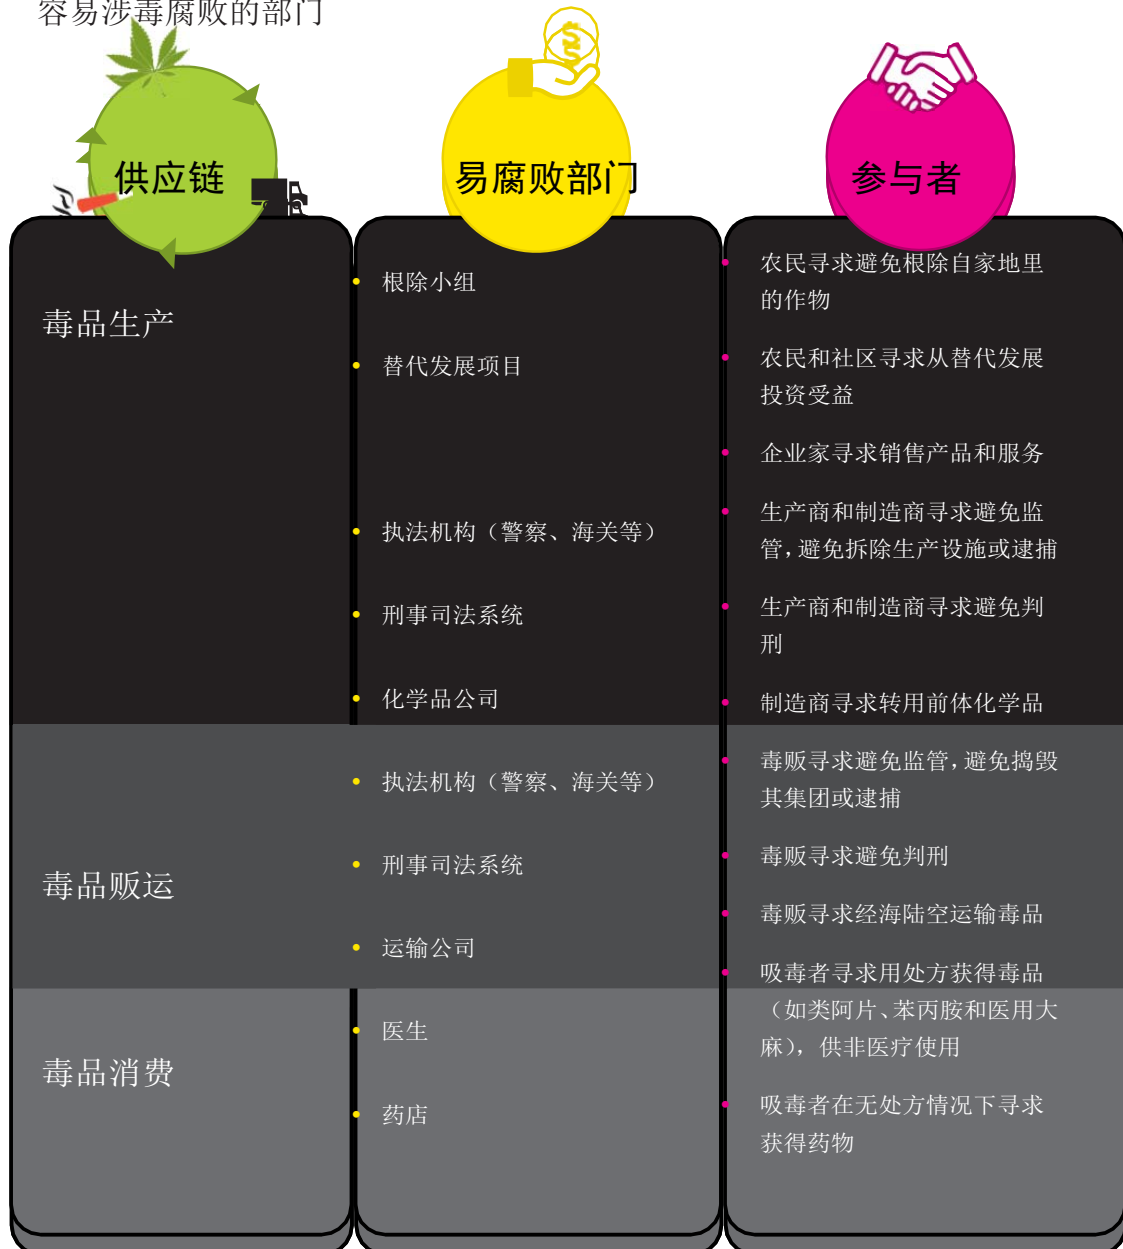 容易涉毒腐败的部门
供应链
易腐败部门
参与者
毒品生产
• 根除小组
• 替代发展项目
• 执法机构（警察、海关等）
• 刑事司法系统
• 化学品公司
• 农民寻求避免根除自家地里
的作物
• 农民和社区寻求从替代发展
投资受益
• 企业家寻求销售产品和服务
• 生产商和制造商寻求避免监
管，避免拆除生产设施或逮捕
• 生产商和制造商寻求避免判
刑
• 制造商寻求转用前体化学品
毒品贩运
• 执法机构（警察、海关等）
• 刑事司法系统
• 运输公司
• 毒贩寻求避免监管，避免捣毁
其集团或逮捕
• 毒贩寻求避免判刑
• 毒贩寻求经海陆空运输毒品
毒品消费
• 医生
• 药店
• 吸毒者寻求用处方获得毒品
（如类阿片、苯丙胺和医用大
麻），供非医疗使用
• 吸毒者在无处方情况下寻求
获得药物